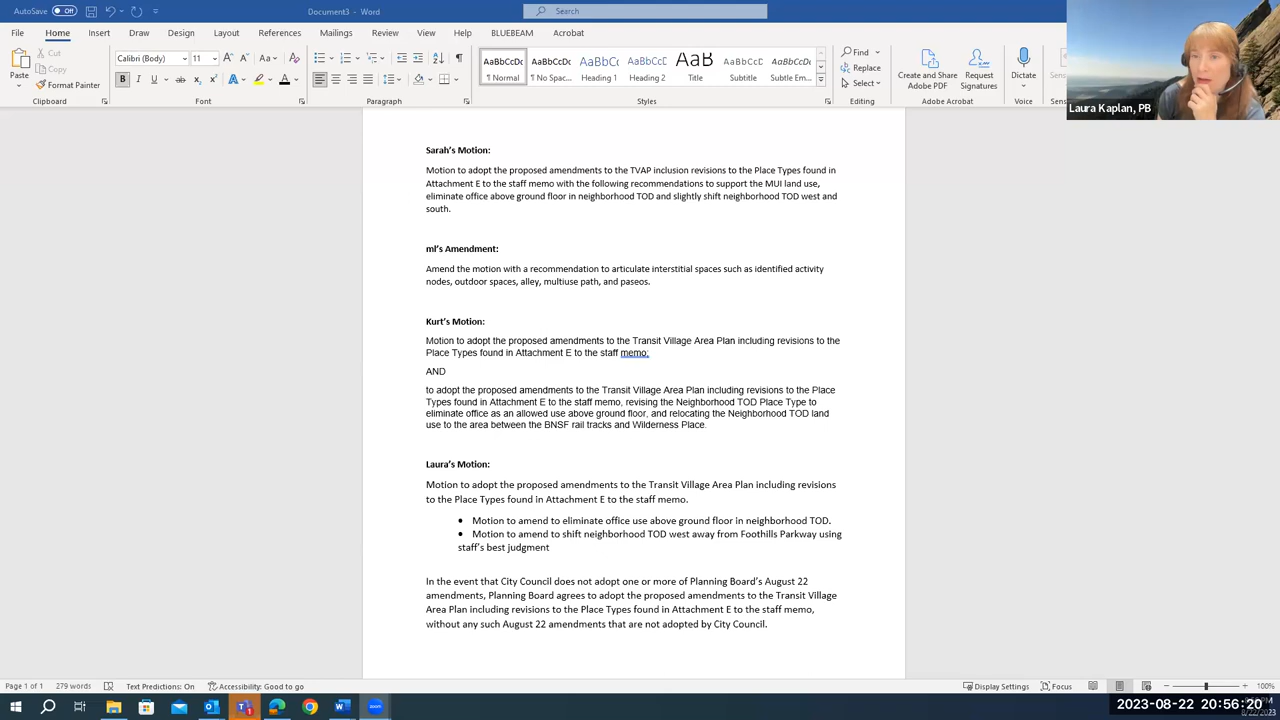 AutoSave Off Document3 - Word Search
File Home Insert Draw Design Layout References Mailings Review View Help BLUEBEAM Acrobat
Paste Cut
Copy
Format Painter
Clipboard
Calibri (Body) 11
Font
Paragraph
AaBbCcDc AaBbCcDc AaBbC AaBbCc AaB AaBbCcD AaBbCcDc
¶ Normal ¶ No Spac... Heading 1 Heading 2 Title Subtitle Subtle Em...
Styles
Find
Replace
Select
Editing
Create and Share Adobe PDF
Request Signatures
Adobe Acrobat
Dictate
Voice
Laura Kaplan, PB
Sarah's Motion:
Motion to adopt the proposed amendments to the TVAP inclusion revisions to the Place Types found in
Attachment E to the staff memo with the following recommendations to support the MUI land use,
eliminate office above ground floor in neighborhood TOD and slightly shift neighborhood TOD west and
south.
ml's Amendment:
Amend the motion with a recommendation to articulate interstitial spaces such as identified activity
nodes, outdoor spaces, alley, multiuse path, and paseos.
Kurt's Motion:
Motion to adopt the proposed amendments to the Transit Village Area Plan including revisions to the
Place Types found in Attachment E to the staff memo;
AND
to adopt the proposed amendments to the Transit Village Area Plan including revisions to the Place
Types found in Attachment E to the staff memo, revising the Neighborhood TOD Place Type to
eliminate office as an allowed use above ground floor, and relocating the Neighborhood TOD land
use to the area between the BNSF rail tracks and Wilderness Place.
Laura's Motion:
Motion to adopt the proposed amendments to the Transit Village Area Plan including revisions
to the Place Types found in Attachment E to the staff memo.
• Motion to amend to eliminate office use above ground floor in neighborhood TOD.
• Motion to amend to shift neighborhood TOD west away from Foothills Parkway using
staff's best judgment
In the event that City Council does not adopt one or more of Planning Board's August 22
amendments, Planning Board agrees to adopt the proposed amendments to the Transit Village
Area Plan including revisions to the Place Types found in Attachment E to the staff memo,
without any such August 22 amendments that are not adopted by City Council.
Page 1 of 1 279 words Text Predictions: On Accessibility: Good to go Display Settings Focus 100%
2023-08-22 20:56:20
8/22/2023